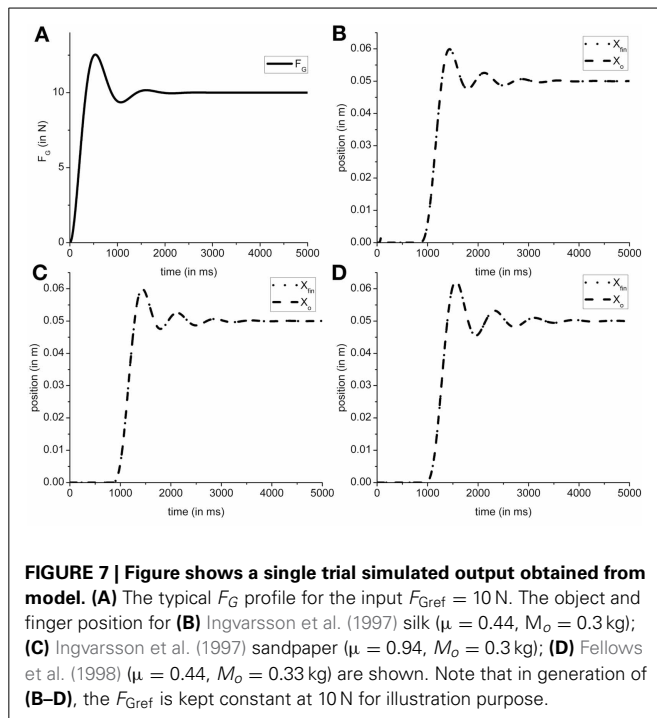 A
F_G
F_G (in N)
10
5
0
0 1000 2000 3000 4000 5000
time (in ms)
B
X_fin
X_o
position (in m)
0.06
0.05
0.04
0.03
0.02
0.01
0.00
0 1000 2000 3000 4000 5000
time (in ms)
C
X_fin
X_o
position (in m)
0.06
0.05
0.04
0.03
0.02
0.01
0.00
0 1000 2000 3000 4000 5000
time (in ms)
D
X_fin
X_o
position (in m)
0.06
0.05
0.04
0.03
0.02
0.01
0.00
0 1000 2000 3000 4000 5000
time (in ms)
FIGURE 7 | Figure shows a single trial simulated output obtained from
model. (A) The typical F_G profile for the input F_Gref = 10 N. The object and
finger position for (B) Ingvarsson et al. (1997) silk (μ = 0.44, M_o = 0.3 kg);
(C) Ingvarsson et al. (1997) sandpaper (μ = 0.94, M_o = 0.3 kg); (D) Fellows
et al. (1998) (μ = 0.44, M_o = 0.33 kg) are shown. Note that in generation of
(B–D), the F_Gref is kept constant at 10 N for illustration purpose.